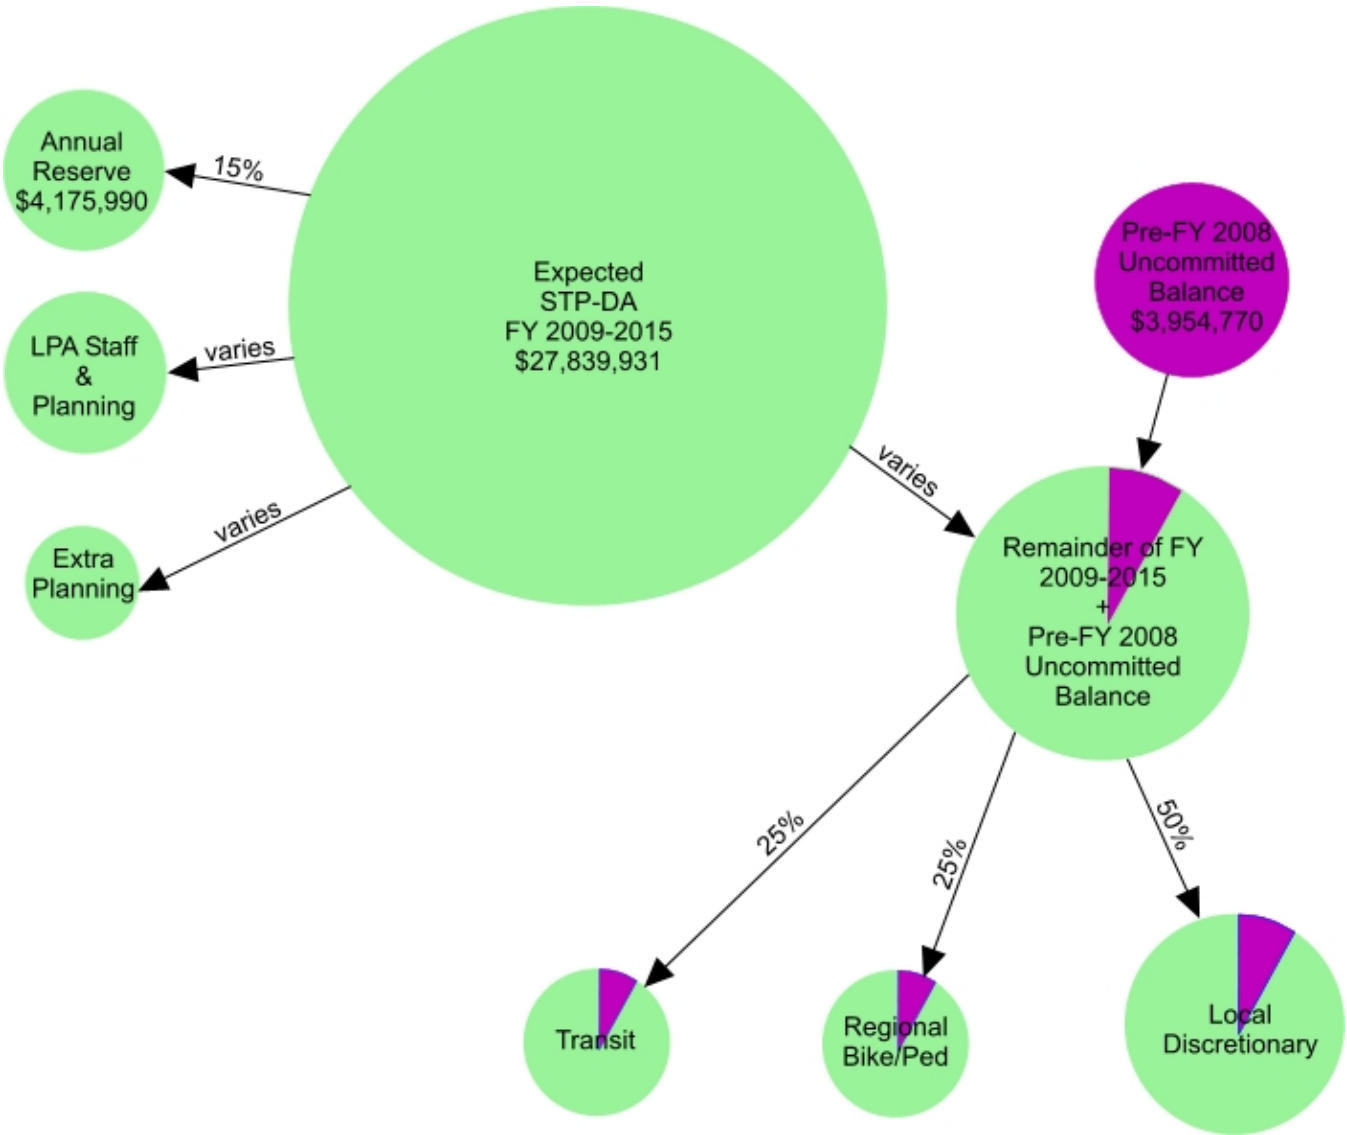 Annual
Reserve
$4,175,990
15%
Expected
STP-DA
FY 2009-2015
$27,839,931
Pre-FY 2008
Uncommitted
Balance
$3,954,770
LPA Staff
&
Planning
varies
varies
Extra
Planning
varies
Remainder of FY
2009-2015
+
Pre-FY 2008
Uncommitted
Balance
25%
25%
50%
Transit
Regional
Bike/Ped
Local
Discretionary